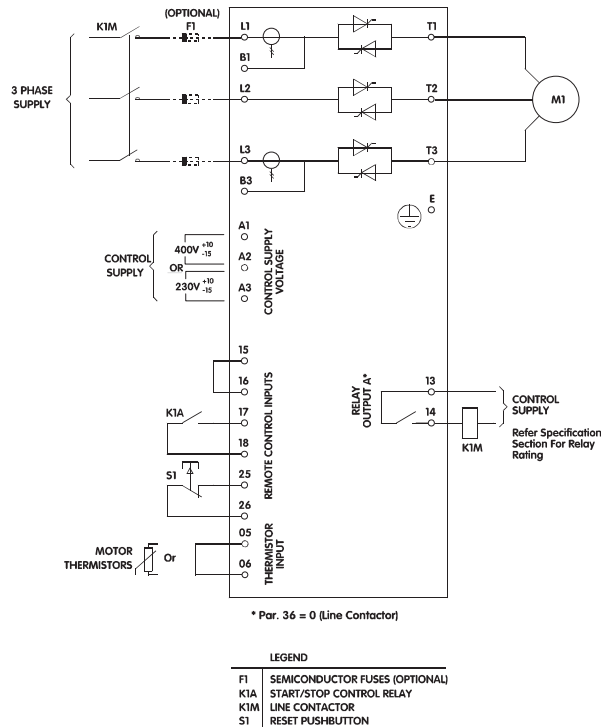 (OPTIONAL)
K1M F1 L1 T1
B1
3 PHASE
SUPPLY
L2 T2 M1
L3 T3
B3
E
A1
400V +10 -15
CONTROL
SUPPLY
A2
OR
230V +10 -15
A3
CONTROL SUPPLY
VOLTAGE
15
16
K1A 17
18
S1 25
26
REMOTE CONTROL INPUTS
RELAY
OUTPUT A*
13
14
K1M
CONTROL
SUPPLY
Refer Specification
Section For Relay
Rating
05
06
MOTOR
THERMISTORS
Or
THERMISTOR
INPUT
* Par. 36 = 0 (Line Contactor)
LEGEND
F1 SEMICONDUCTOR FUSES (OPTIONAL)
K1A START/STOP CONTROL RELAY
K1M LINE CONTACTOR
S1 RESET PUSHBUTTON